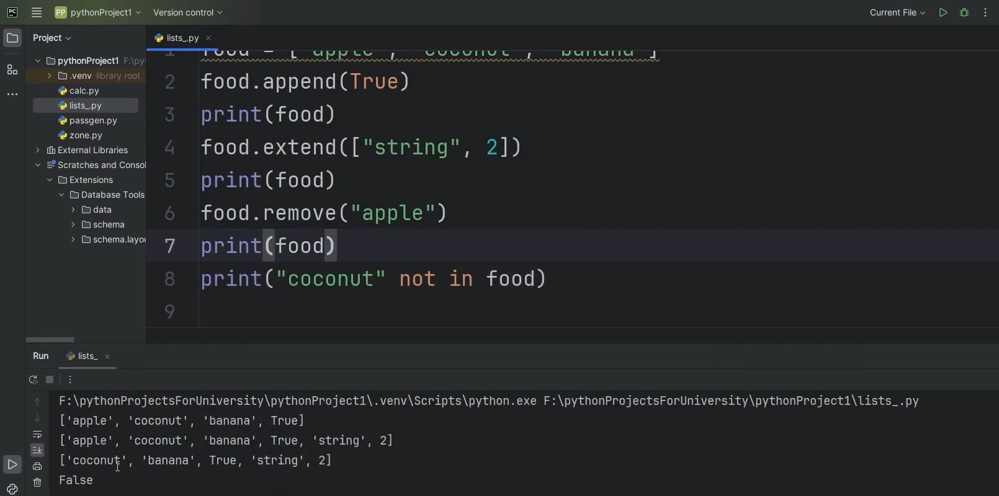 PC
PP pythonProject1 Version control Current File
Project
lists_.py
pythonProject1 F:\py
.venv library root
calc.py
lists_.py
passgen.py
zone.py
External Libraries
Scratches and Consol
Extensions
Database Tools
data
schema
schema.layou
1 food = ["apple", "coconut", "banana"]
2 food.append(True)
3 print(food)
4 food.extend(["string", 2])
5 print(food)
6 food.remove("apple")
7 print(food)
8 print("coconut" not in food)
9
Run lists_
F:\pythonProjectsForUniversity\pythonProject1\.venv\Scripts\python.exe F:\pythonProjectsForUniversity\pythonProject1\lists_.py
['apple', 'coconut', 'banana', True]
['apple', 'coconut', 'banana', True, 'string', 2]
['coconut', 'banana', True, 'string', 2]
False